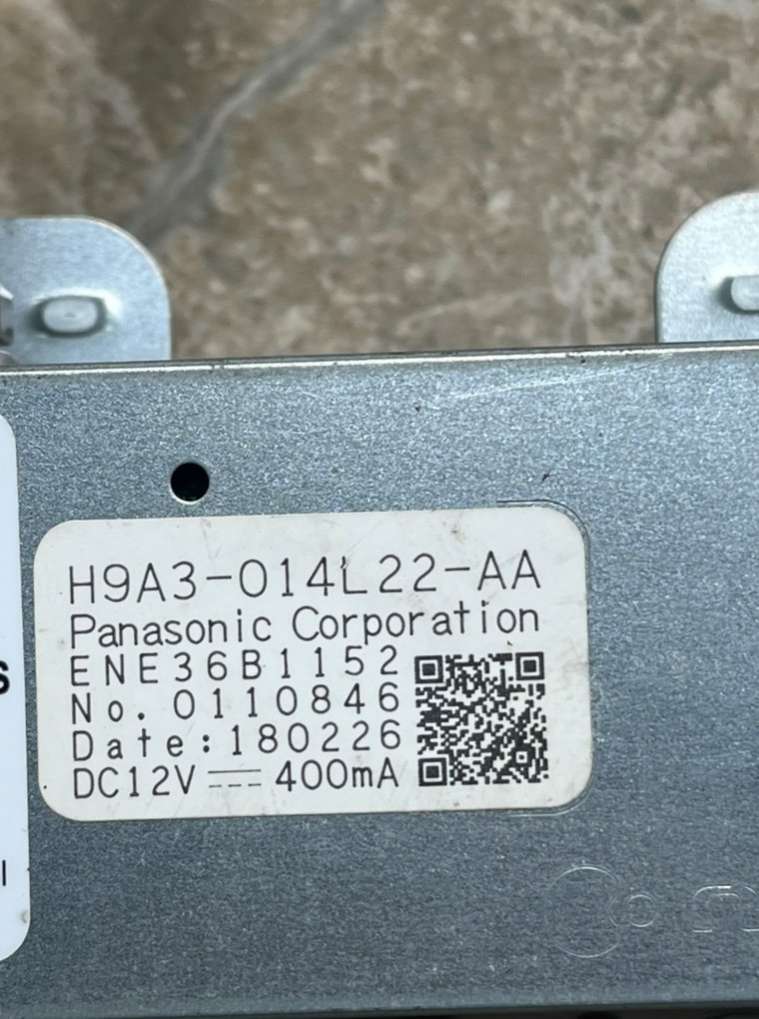 H9A3-014L22-AA
Panasonic Corporation
ENE36B1152
No. 0110846
Date:180226
DC12V ⎓ 400mA